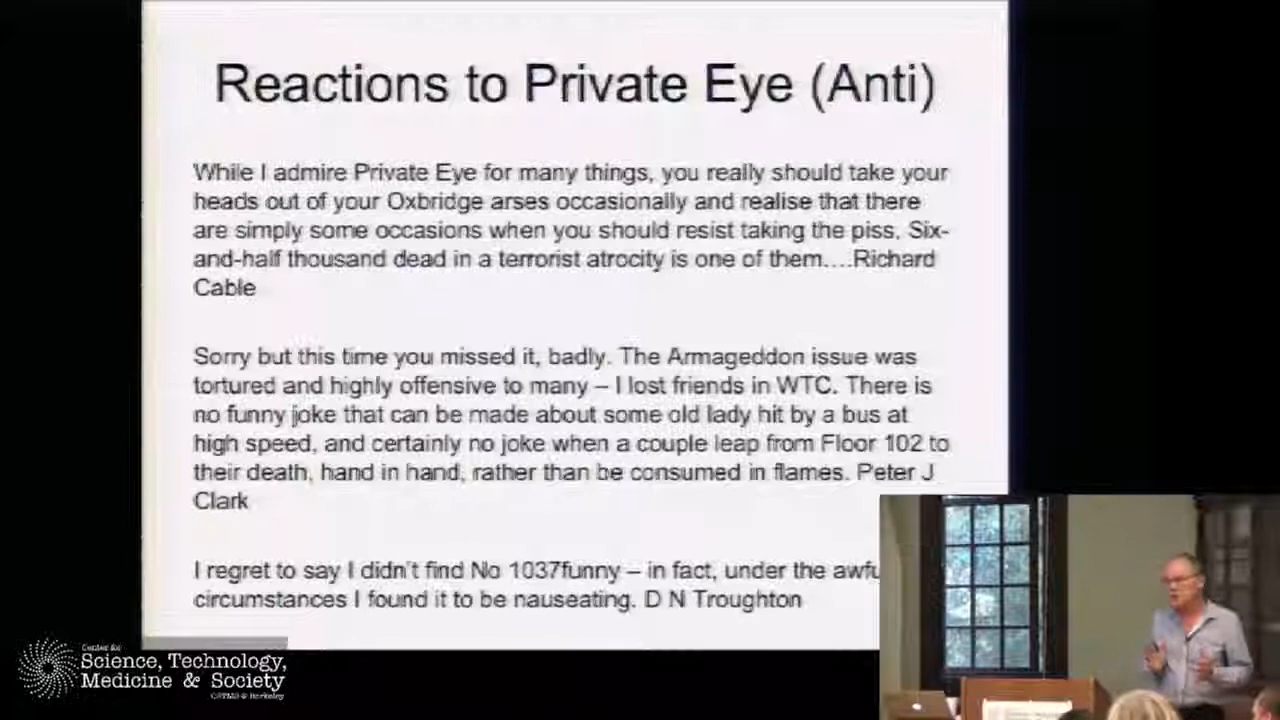 Reactions to Private Eye (Anti)
While I admire Private Eye for many things, you really should take your
heads out of your Oxbridge arses occasionally and realise that there
are simply some occasions when you should resist taking the piss. Six-
and-half thousand dead in a terrorist atrocity is one of them....Richard
Cable
Sorry but this time you missed it, badly. The Armageddon issue was
tortured and highly offensive to many – I lost friends in WTC. There is
no funny joke that can be made about some old lady hit by a bus at
high speed, and certainly no joke when a couple leap from Floor 102 to
their death, hand in hand, rather than be consumed in flames. Peter J
Clark
I regret to say I didn't find No 1037funny – in fact, under the awfu
circumstances I found it to be nauseating. D N Troughton
Center for
Science, Technology,
Medicine & Society
CSTMS @ Berkeley